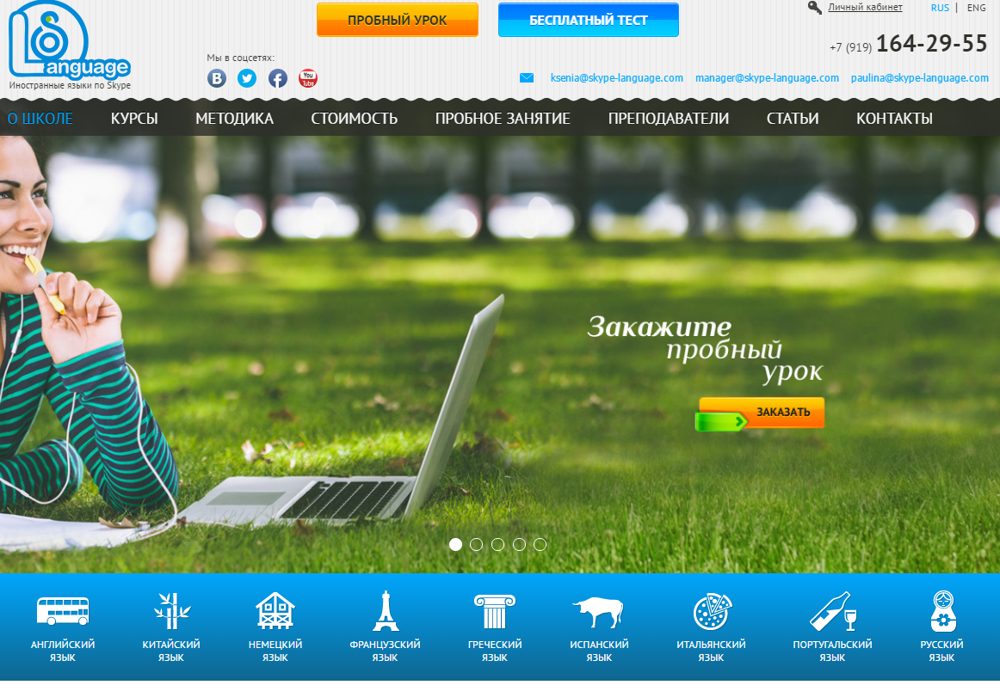 Language
Иностранные языки по Skype
Мы в соцсетях:
B
You
Tube
ПРОБНЫЙ УРОК
БЕСПЛАТНЫЙ ТЕСТ
Личный кабинет
RUS | ENG
+7 (919) 164-29-55
ksenia@skype-language.com manager@skype-language.com paulina@skype-language.com
О ШКОЛЕ КУРСЫ МЕТОДИКА СТОИМОСТЬ ПРОБНОЕ ЗАНЯТИЕ ПРЕПОДАВАТЕЛИ СТАТЬИ КОНТАКТЫ
Закажите
пробный
урок
ЗАКАЗАТЬ
АНГЛИЙСКИЙ
ЯЗЫК
КИТАЙСКИЙ
ЯЗЫК
НЕМЕЦКИЙ
ЯЗЫК
ФРАНЦУЗСКИЙ
ЯЗЫК
ГРЕЧЕСКИЙ
ЯЗЫК
ИСПАНСКИЙ
ЯЗЫК
ИТАЛЬЯНСКИЙ
ЯЗЫК
ПОРТУГАЛЬСКИЙ
ЯЗЫК
РУССКИЙ
ЯЗЫК